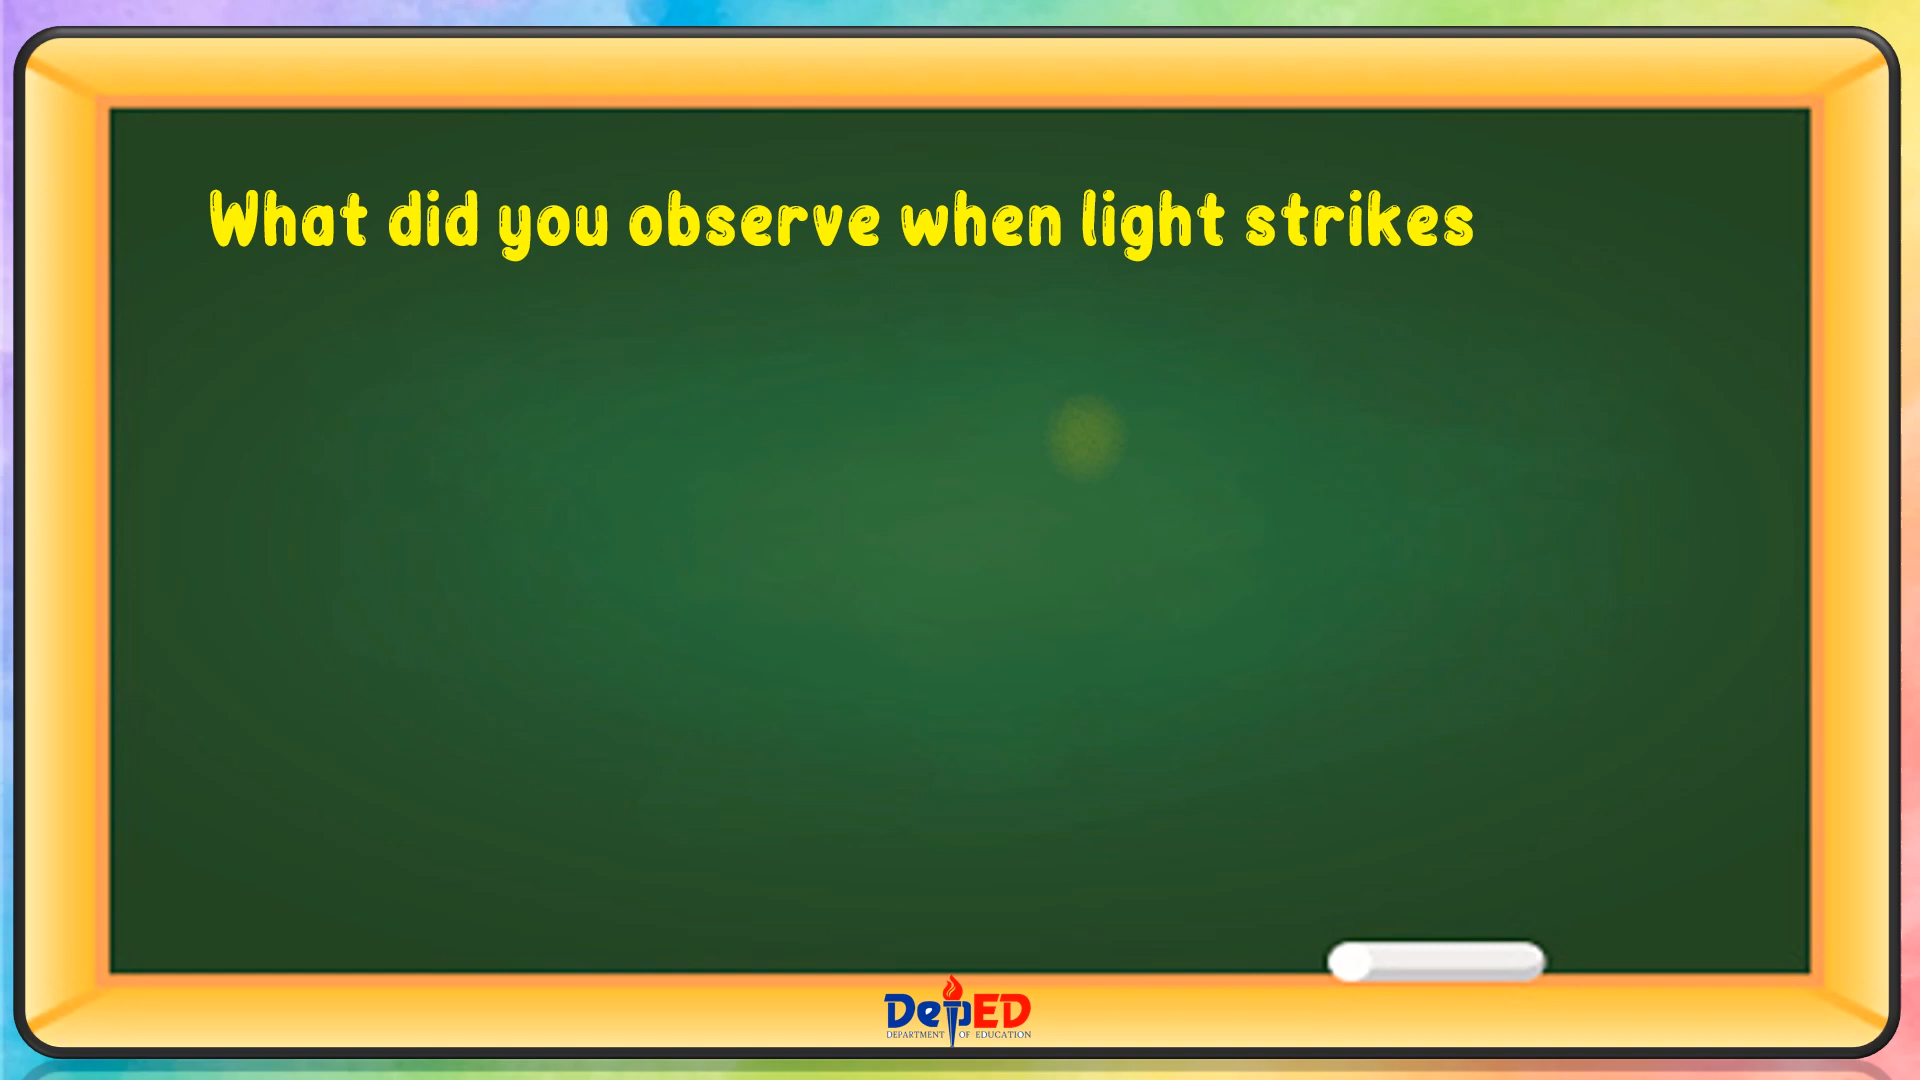 What did you observe when light strikes
DepED
DEPARTMENT OF EDUCATION